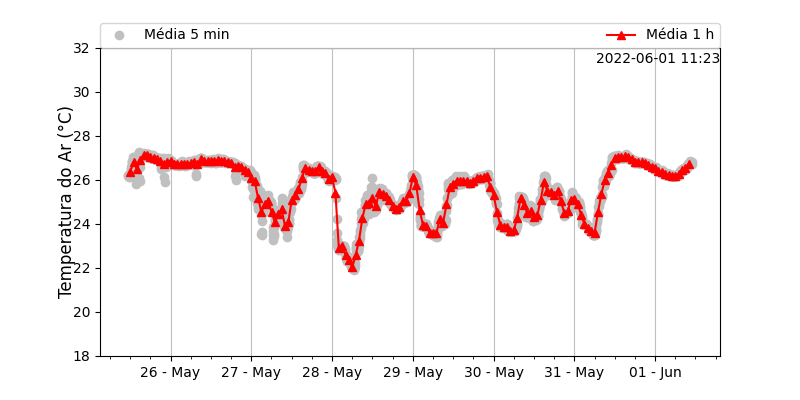 Média 5 min
Média 1 h
2022-06-01 11:23
Temperatura do Ar (°C)
32
30
28
26
24
22
20
18
26 - May
27 - May
28 - May
29 - May
30 - May
31 - May
01 - Jun